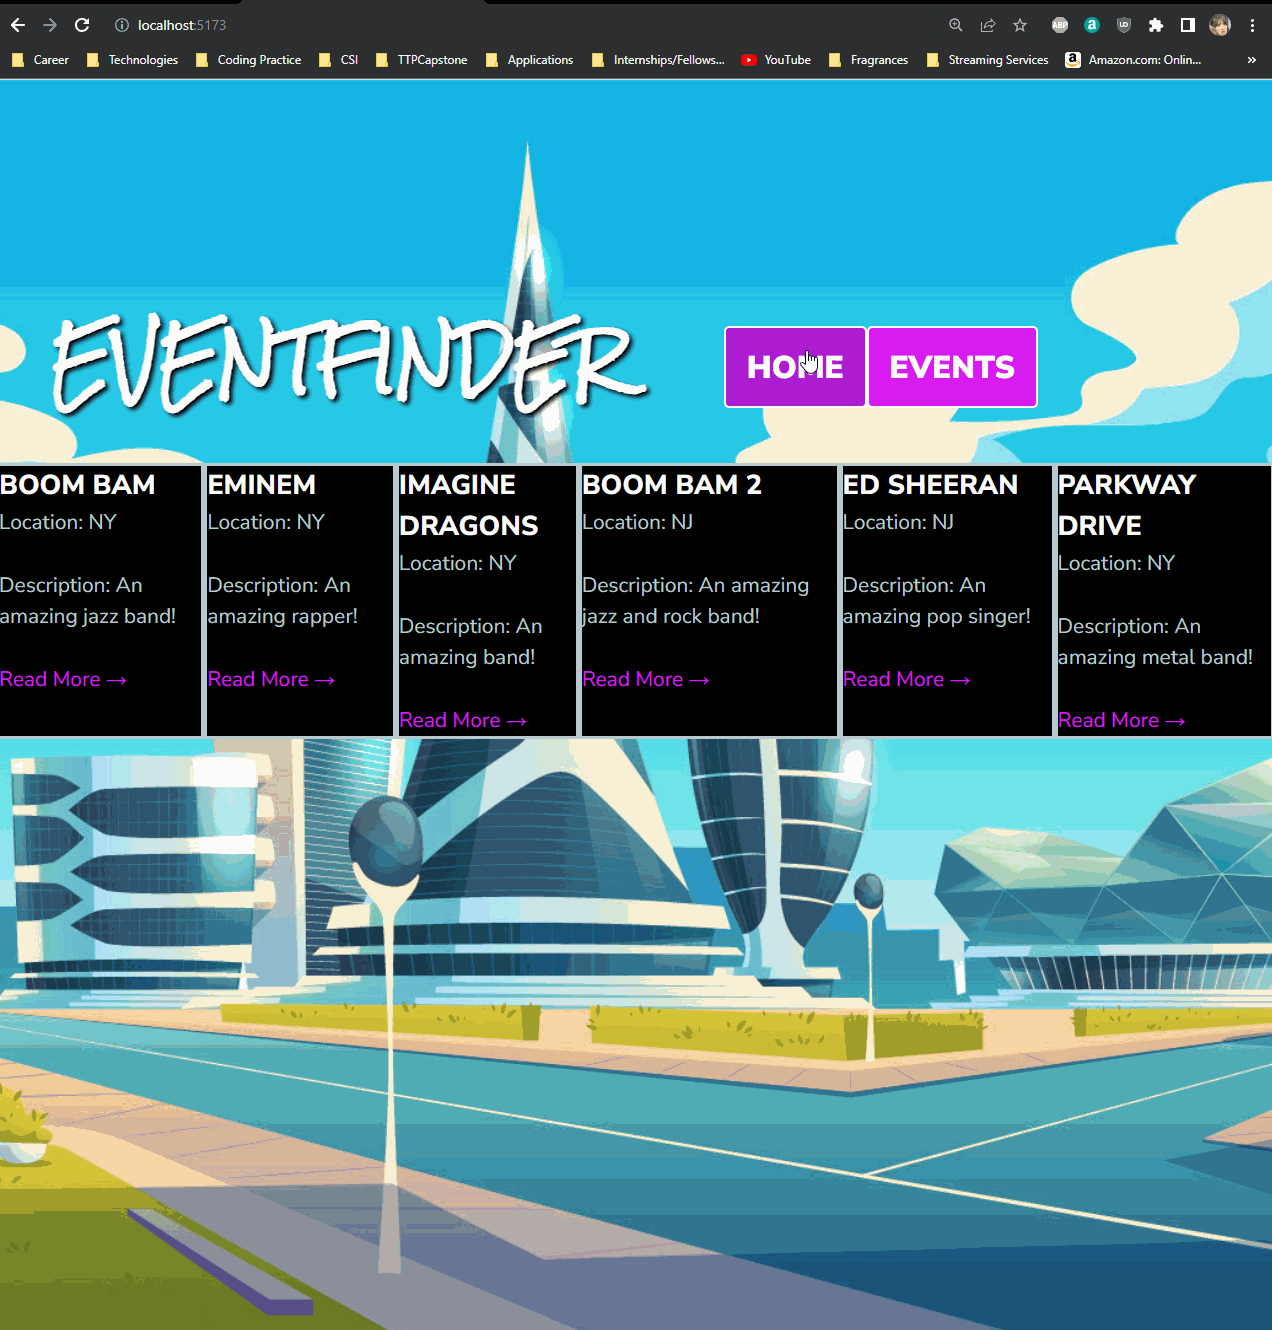 localhost:5173
ABP
a
UD
Career
Technologies
Coding Practice
CSI
TTPCapstone
Applications
Internships/Fellows...
YouTube
Fragrances
Streaming Services
a
Amazon.com: Onlin...
»
EVENTFINDER
HOME
EVENTS
BOOM BAM
Location: NY
Description: An
amazing jazz band!
Read More →
EMINEM
Location: NY
Description: An
amazing rapper!
Read More →
IMAGINE
DRAGONS
Location: NY
Description: An
amazing band!
Read More →
BOOM BAM 2
Location: NJ
Description: An amazing
jazz and rock band!
Read More →
ED SHEERAN
Location: NJ
Description: An
amazing pop singer!
Read More →
PARKWAY
DRIVE
Location: NY
Description: An
amazing metal band!
Read More →